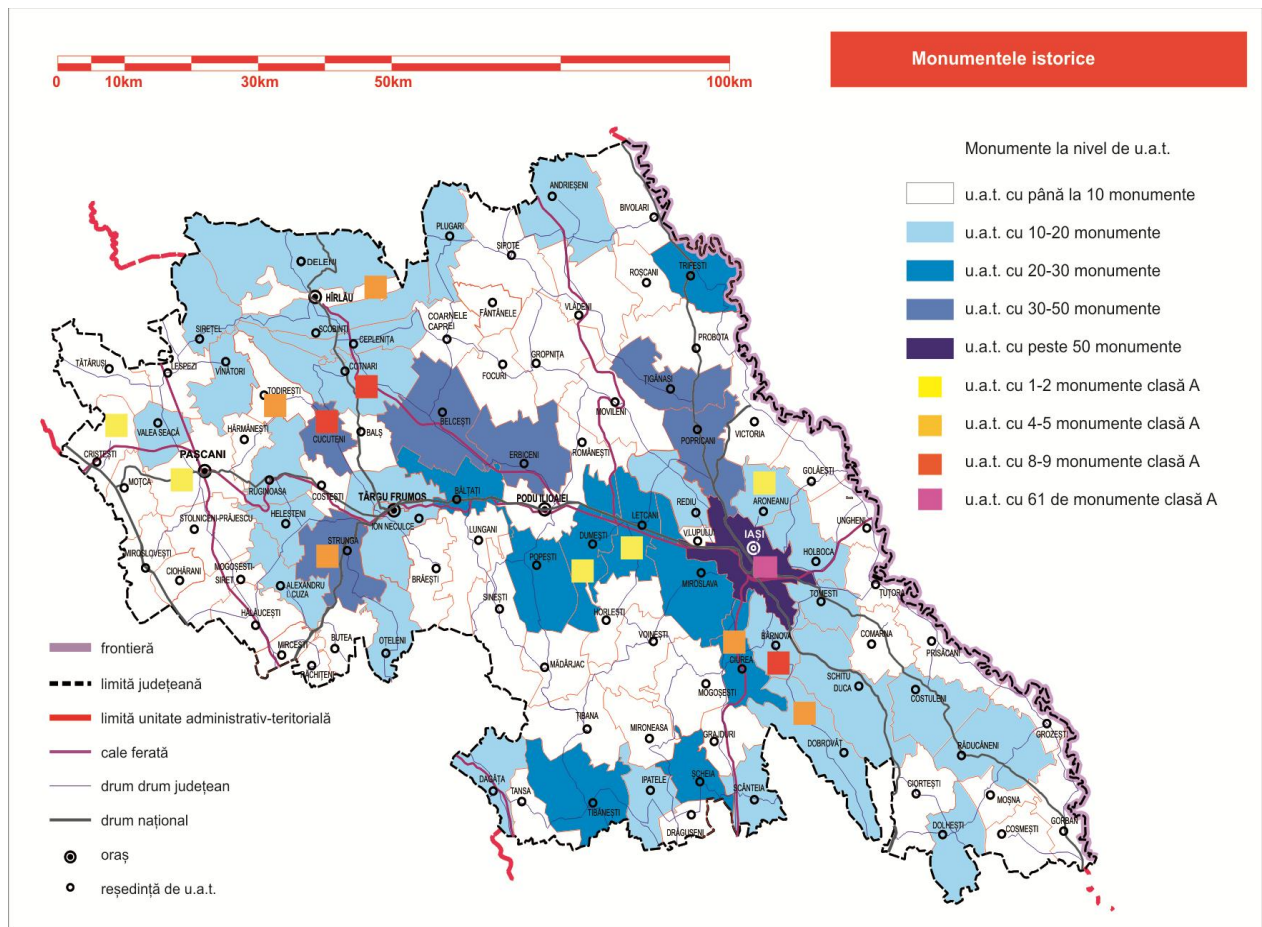 Monumentele istorice
0 10km 30km 50km 100km
Monumente la nivel de u.a.t.
u.a.t. cu până la 10 monumente
u.a.t. cu 10-20 monumente
u.a.t. cu 20-30 monumente
u.a.t. cu 30-50 monumente
u.a.t. cu peste 50 monumente
u.a.t. cu 1-2 monumente clasă A
u.a.t. cu 4-5 monumente clasă A
u.a.t. cu 8-9 monumente clasă A
u.a.t. cu 61 de monumente clasă A
ANDRIEȘENI
BIVOLARI
PLUGARI
ȘIPOTE
DELENI
TRIFEȘTI
ROȘCANI
HÎRLĂU
FÂNTÂNELE
VLĂDENI
COARNELE
CAPREI
SIREȚEL
SCOBINȚI
CEPLENIȚA
PROBOTA
GROPNIȚA
TĂTĂRUȘI
LESPEZI
VÎNĂTORI
COTNARI
FOCURI
ȚIGĂNAȘI
TODIREȘTI
MOVILENI
BELCEȘTI
VALEA SEACĂ
HĂRMĂNEȘTI
CUCUTENI
BALȘ
POPRICANI
VICTORIA
ROMÂNEȘTI
PAȘCANI
CRISTEȘTI
ERBICENI
MOȚCA
RUGINOASA
COSTEȘTI
TÂRGU FRUMOS
BĂLȚAȚI
PODU ILIOAIEI
GOLĂEȘTI
REDIU
ARONEANU
STOLNICENI-PRĂJESCU
HELEȘTENI
ION NECULCE
LEȚCANI
UNGHENI
LUNGANI
V.LUPULUI
IAȘI
STRUNGA
DUMEȘTI
HOLBOCA
MIROSLOVEȘTI
POPEȘTI
CIOHĂRANI
MOGOȘEȘTI-
SIRET
BRĂEȘTI
MIROSLAVA
ALEXANDRU
I.CUZA
ȚUȚORA
TOMEȘTI
SINEȘTI
HORLEȘTI
HĂLĂUCEȘTI
VOINEȘTI
BÂRNOVA
COMARNA
BUTEA
MIRCEȘTI
OȚELENI
PRISĂCANI
RĂCHITENI
MĂDÂRJAC
CIUREA
SCHITU
DUCA
MOGOȘEȘTI
COSTULENI
ȚIBANA
MIRONEASA
GRAJDURI
GROZEȘTI
DOBROVĂȚ
RĂDUCĂNENI
DAGÂȚA
TANSA
ȚIBĂNEȘTI
IPATELE
ȘCHEIA
SCÂNTEIA
CIORTEȘTI
MOȘNA
DRĂGUȘENI
DOLHEȘTI
COSMEȘTI
GORBAN
frontieră
limită județeană
limită unitate administrativ-teritorială
cale ferată
drum drum județean
drum național
oraș
reședință de u.a.t.